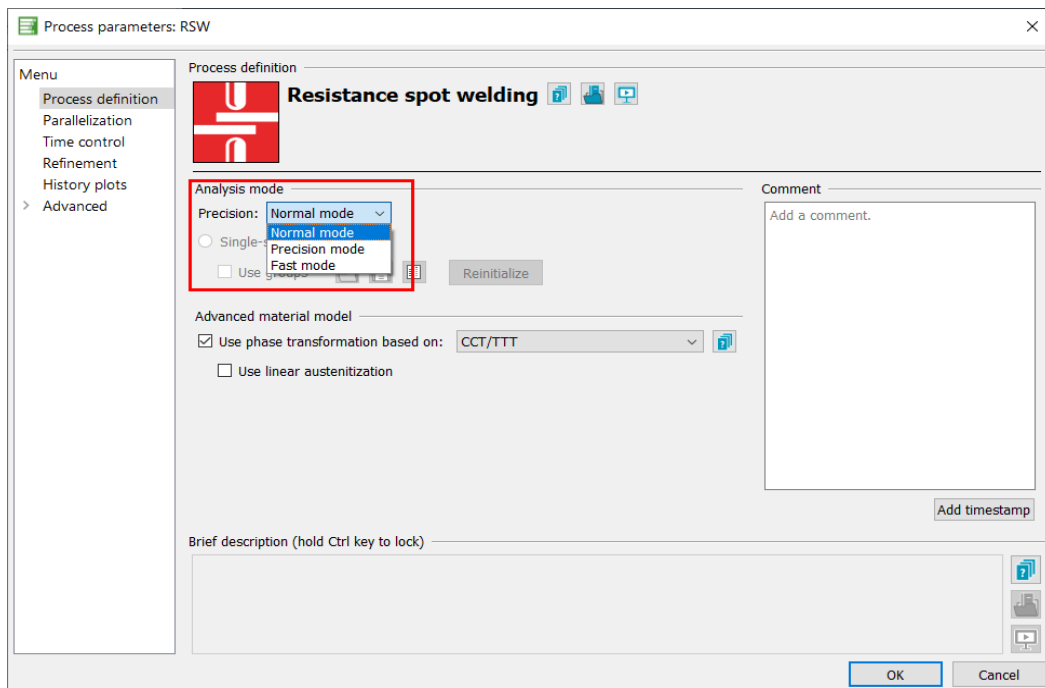 Process parameters: RSW
Menu
Process definition
Parallelization
Time control
Refinement
History plots
Advanced
Process definition
Resistance spot welding
Analysis mode
Precision: Normal mode
Normal mode
Precision mode
Fast mode
Use
Reinitialize
Advanced material model
Use phase transformation based on: CCT/TTT
Use linear austenitization
Comment
Add a comment.
Add timestamp
Brief description (hold Ctrl key to lock)
OK
Cancel